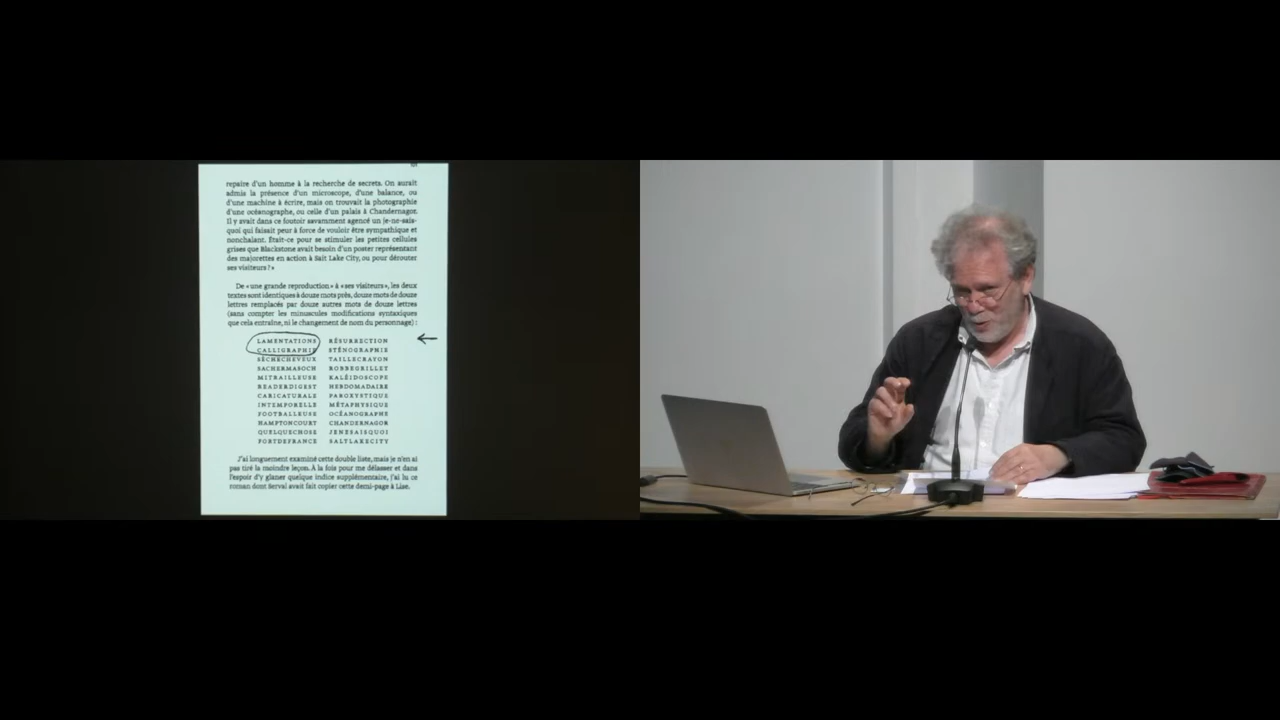 repaire d'un homme à la recherche de secrets. On aurait
admis la présence d'un microscope, d'une balance, ou
d'une machine à écrire, mais on trouvait la photographie
d'une océanographe, ou celle d'un palais à Chandernagor.
Il y avait dans ce foutoir savamment agencé un je-ne-sais-
quoi qui faisait peur à force de vouloir être sympathique et
nonchalant. Était-ce pour se stimuler les petites cellules
grises que Blackstone avait besoin d'un poster représentant
des majorettes en action à Salt Lake City, ou pour dérouter
ses visiteurs ? »
De « une grande reproduction » à « ses visiteurs », les deux
textes sont identiques à douze mots près, douze mots de douze
lettres remplacés par douze autres mots de douze lettres
(sans compter les minuscules modifications syntaxiques
que cela entraîne, ni le changement de nom du personnage) :
LAMENTATIONS RÉSURRECTION
CALLIGRAPHIE STÉNOGRAPHIE
SÈCHECHEVEUX TAILLECRAYON
SACHERMASOCH ROBBEGRILLET
MITRAILLEUSE KALÉIDOSCOPE
READERDIGEST HEBDOMADAIRE
CARICATURALE PAROXYSTIQUE
INTEMPORELLE MÉTAPHYSIQUE
FOOTBALLEUSE OCÉANOGRAPHE
HAMPTONCOURT CHANDERNAGOR
QUELQUECHOSE JENESAISQUOI
FORTDEFRANCE SALTLAKECITY
J'ai longuement examiné cette double liste, mais je n'en ai
pas tiré la moindre leçon. À la fois pour me délasser et dans
l'espoir d'y glaner quelque indice supplémentaire, j'ai lu ce
roman dont Serval avait fait copier cette demi-page à Lise.